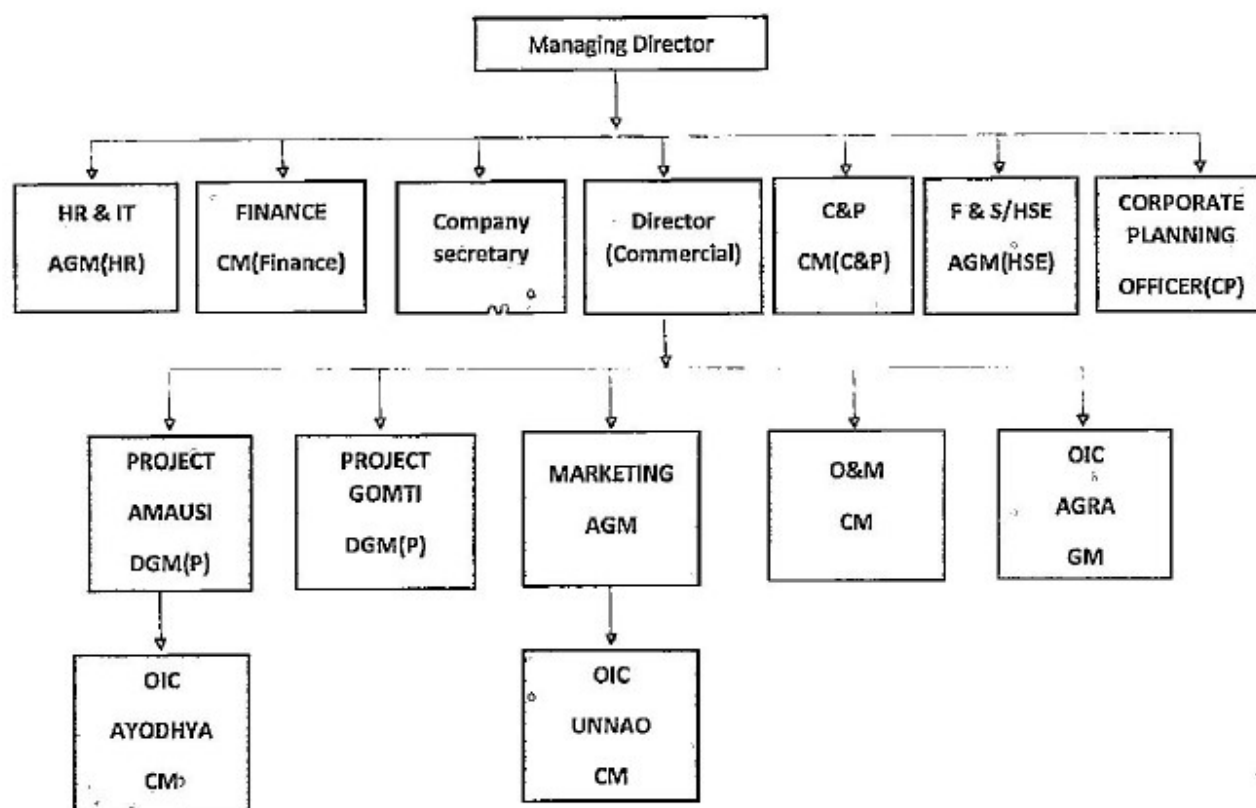 Managing Director
HR & IT
AGM(HR)
FINANCE
CM(Finance)
Company
secretary
Director
(Commercial)
C&P
CM(C&P)
F & S/HSE
AGM(HSE)
CORPORATE
PLANNING
OFFICER(CP)
PROJECT
AMAUSI
DGM(P)
PROJECT
GOMTI
DGM(P)
MARKETING
AGM
O&M
CM
OIC
AGRA
GM
OIC
AYODHYA
CM
OIC
UNNAO
CM